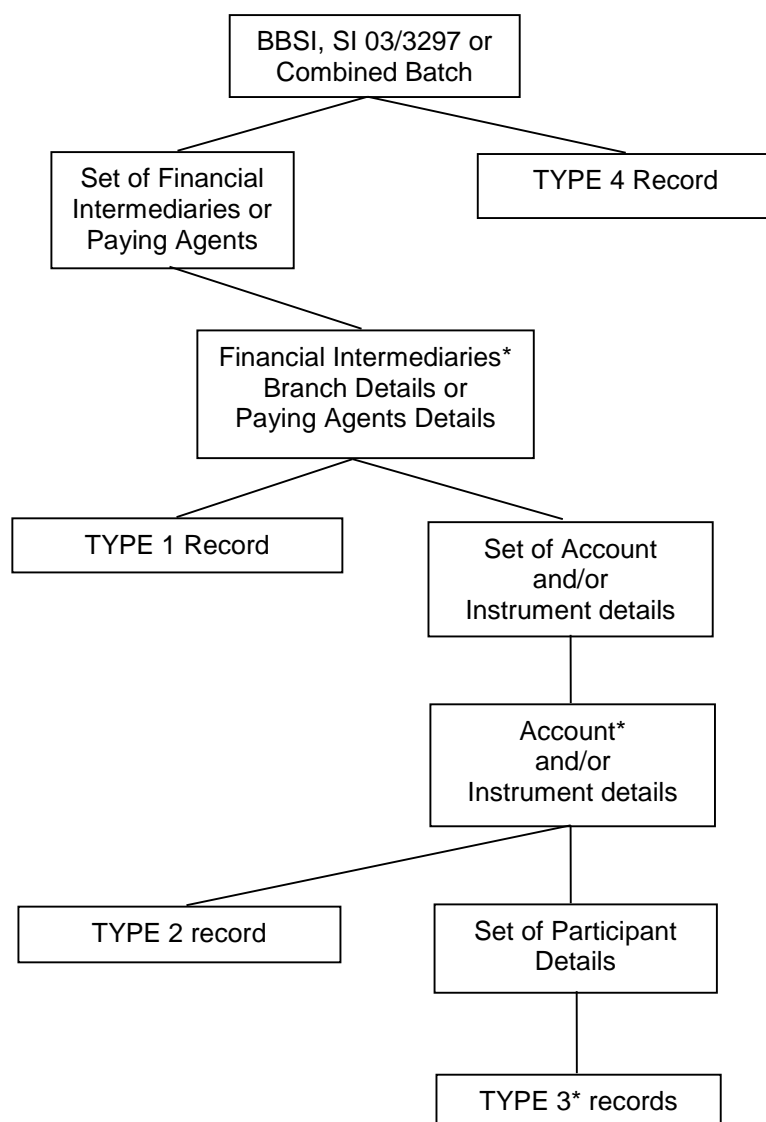 BBSI, SI 03/3297 or
Combined Batch
Set of Financial
Intermediaries or
Paying Agents
TYPE 4 Record
Financial Intermediaries*
Branch Details or
Paying Agents Details
TYPE 1 Record
Set of Account
and/or
Instrument details
Account*
and/or
Instrument details
TYPE 2 record
Set of Participant
Details
TYPE 3* records